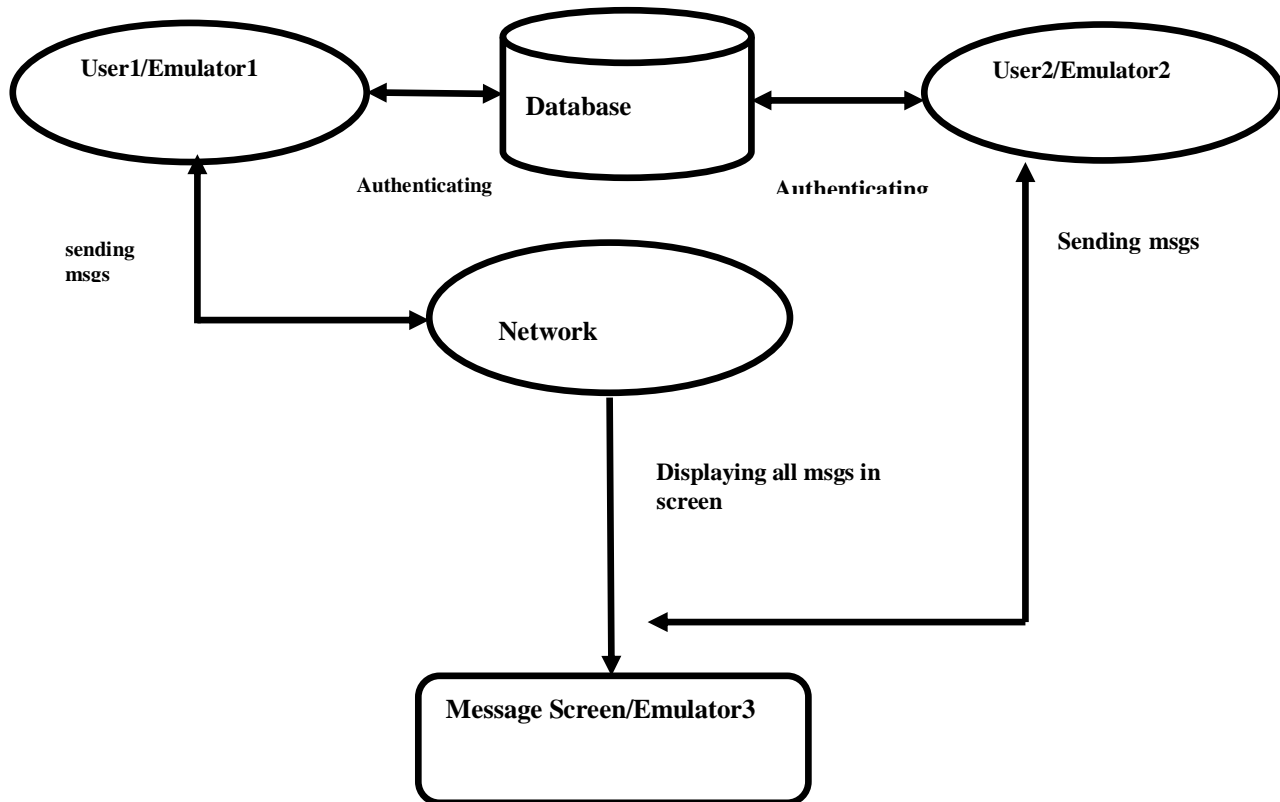 User1/Emulator1
User2/Emulator2
Database
Authenticating
Authenticating
sending
msgs
Sending msgs
Network
Displaying all msgs in
screen
Message Screen/Emulator3